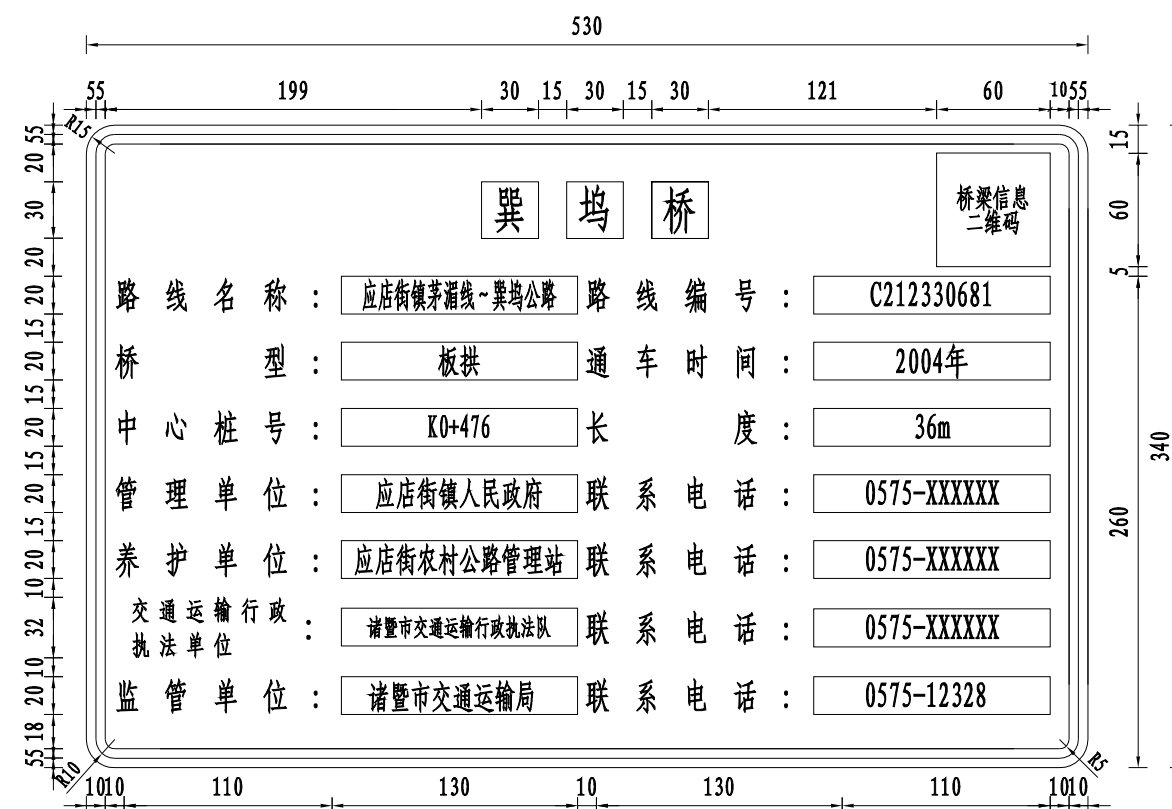 530
55 199 30 15 30 15 30 121 60 10 55
R15
55 20 30 20 20 15 20 15 20 15 20 15 20 10 32 10 20 18 55
15 60 5 260
340
巽 坞 桥
桥梁信息
二维码
路线名称： 应店街镇茅湄线~巽坞公路 路线编号： C212330681
桥型： 板拱 通车时间： 2004年
中心桩号： K0+476 长度： 36m
管理单位： 应店街镇人民政府 联系电话： 0575-XXXXXX
养护单位： 应店街农村公路管理站 联系电话： 0575-XXXXXX
交通运输行政
执法单位： 诸暨市交通运输行政执法队 联系电话： 0575-XXXXXX
监管单位： 诸暨市交通运输局 联系电话： 0575-12328
R10 R5
10 10 110 130 10 130 110 10 10